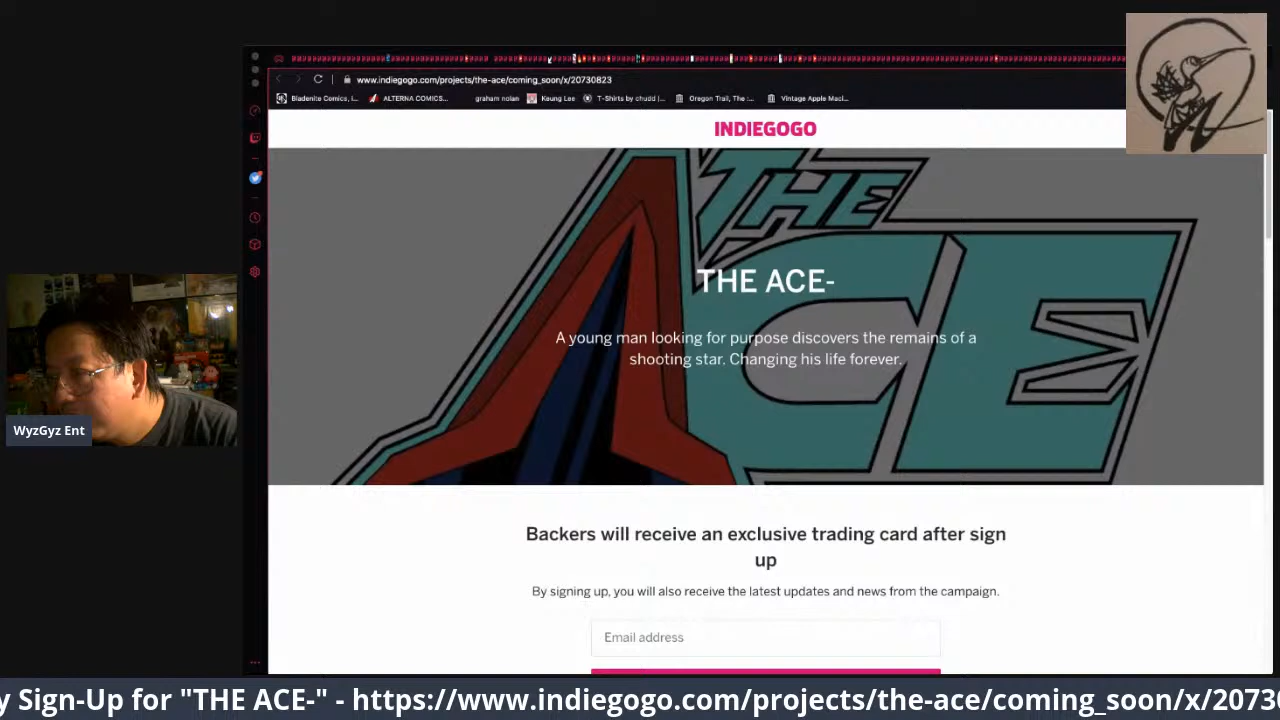 www.indiegogo.com/projects/the-ace/coming_soon/x/20730823
Bladenite Comics, l... ALTERNA COMICS... graham nolan Keung Lee T-Shirts by chudd |... Oregon Trail, The :... Vintage Apple Maci...
INDIEGOGO
THE
ACE
THE ACE-
A young man looking for purpose discovers the remains of a
shooting star. Changing his life forever.
WyzGyz Ent
Backers will receive an exclusive trading card after sign
up
By signing up, you will also receive the latest updates and news from the campaign.
Email address
y Sign-Up for "THE ACE-" - https://www.indiegogo.com/projects/the-ace/coming_soon/x/2073